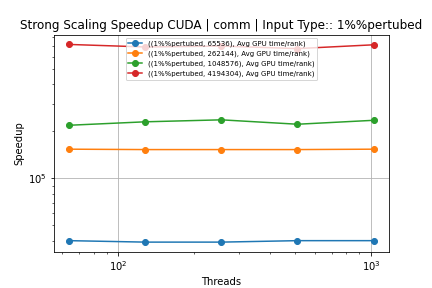 Strong Scaling Speedup CUDA | comm | Input Type:: 1%%pertubed
((1%%pertubed, 65536), Avg GPU time/rank)
((1%%pertubed, 262144), Avg GPU time/rank)
((1%%pertubed, 1048576), Avg GPU time/rank)
((1%%pertubed, 4194304), Avg GPU time/rank)
Speedup
10^5
10^2
10^3
Threads